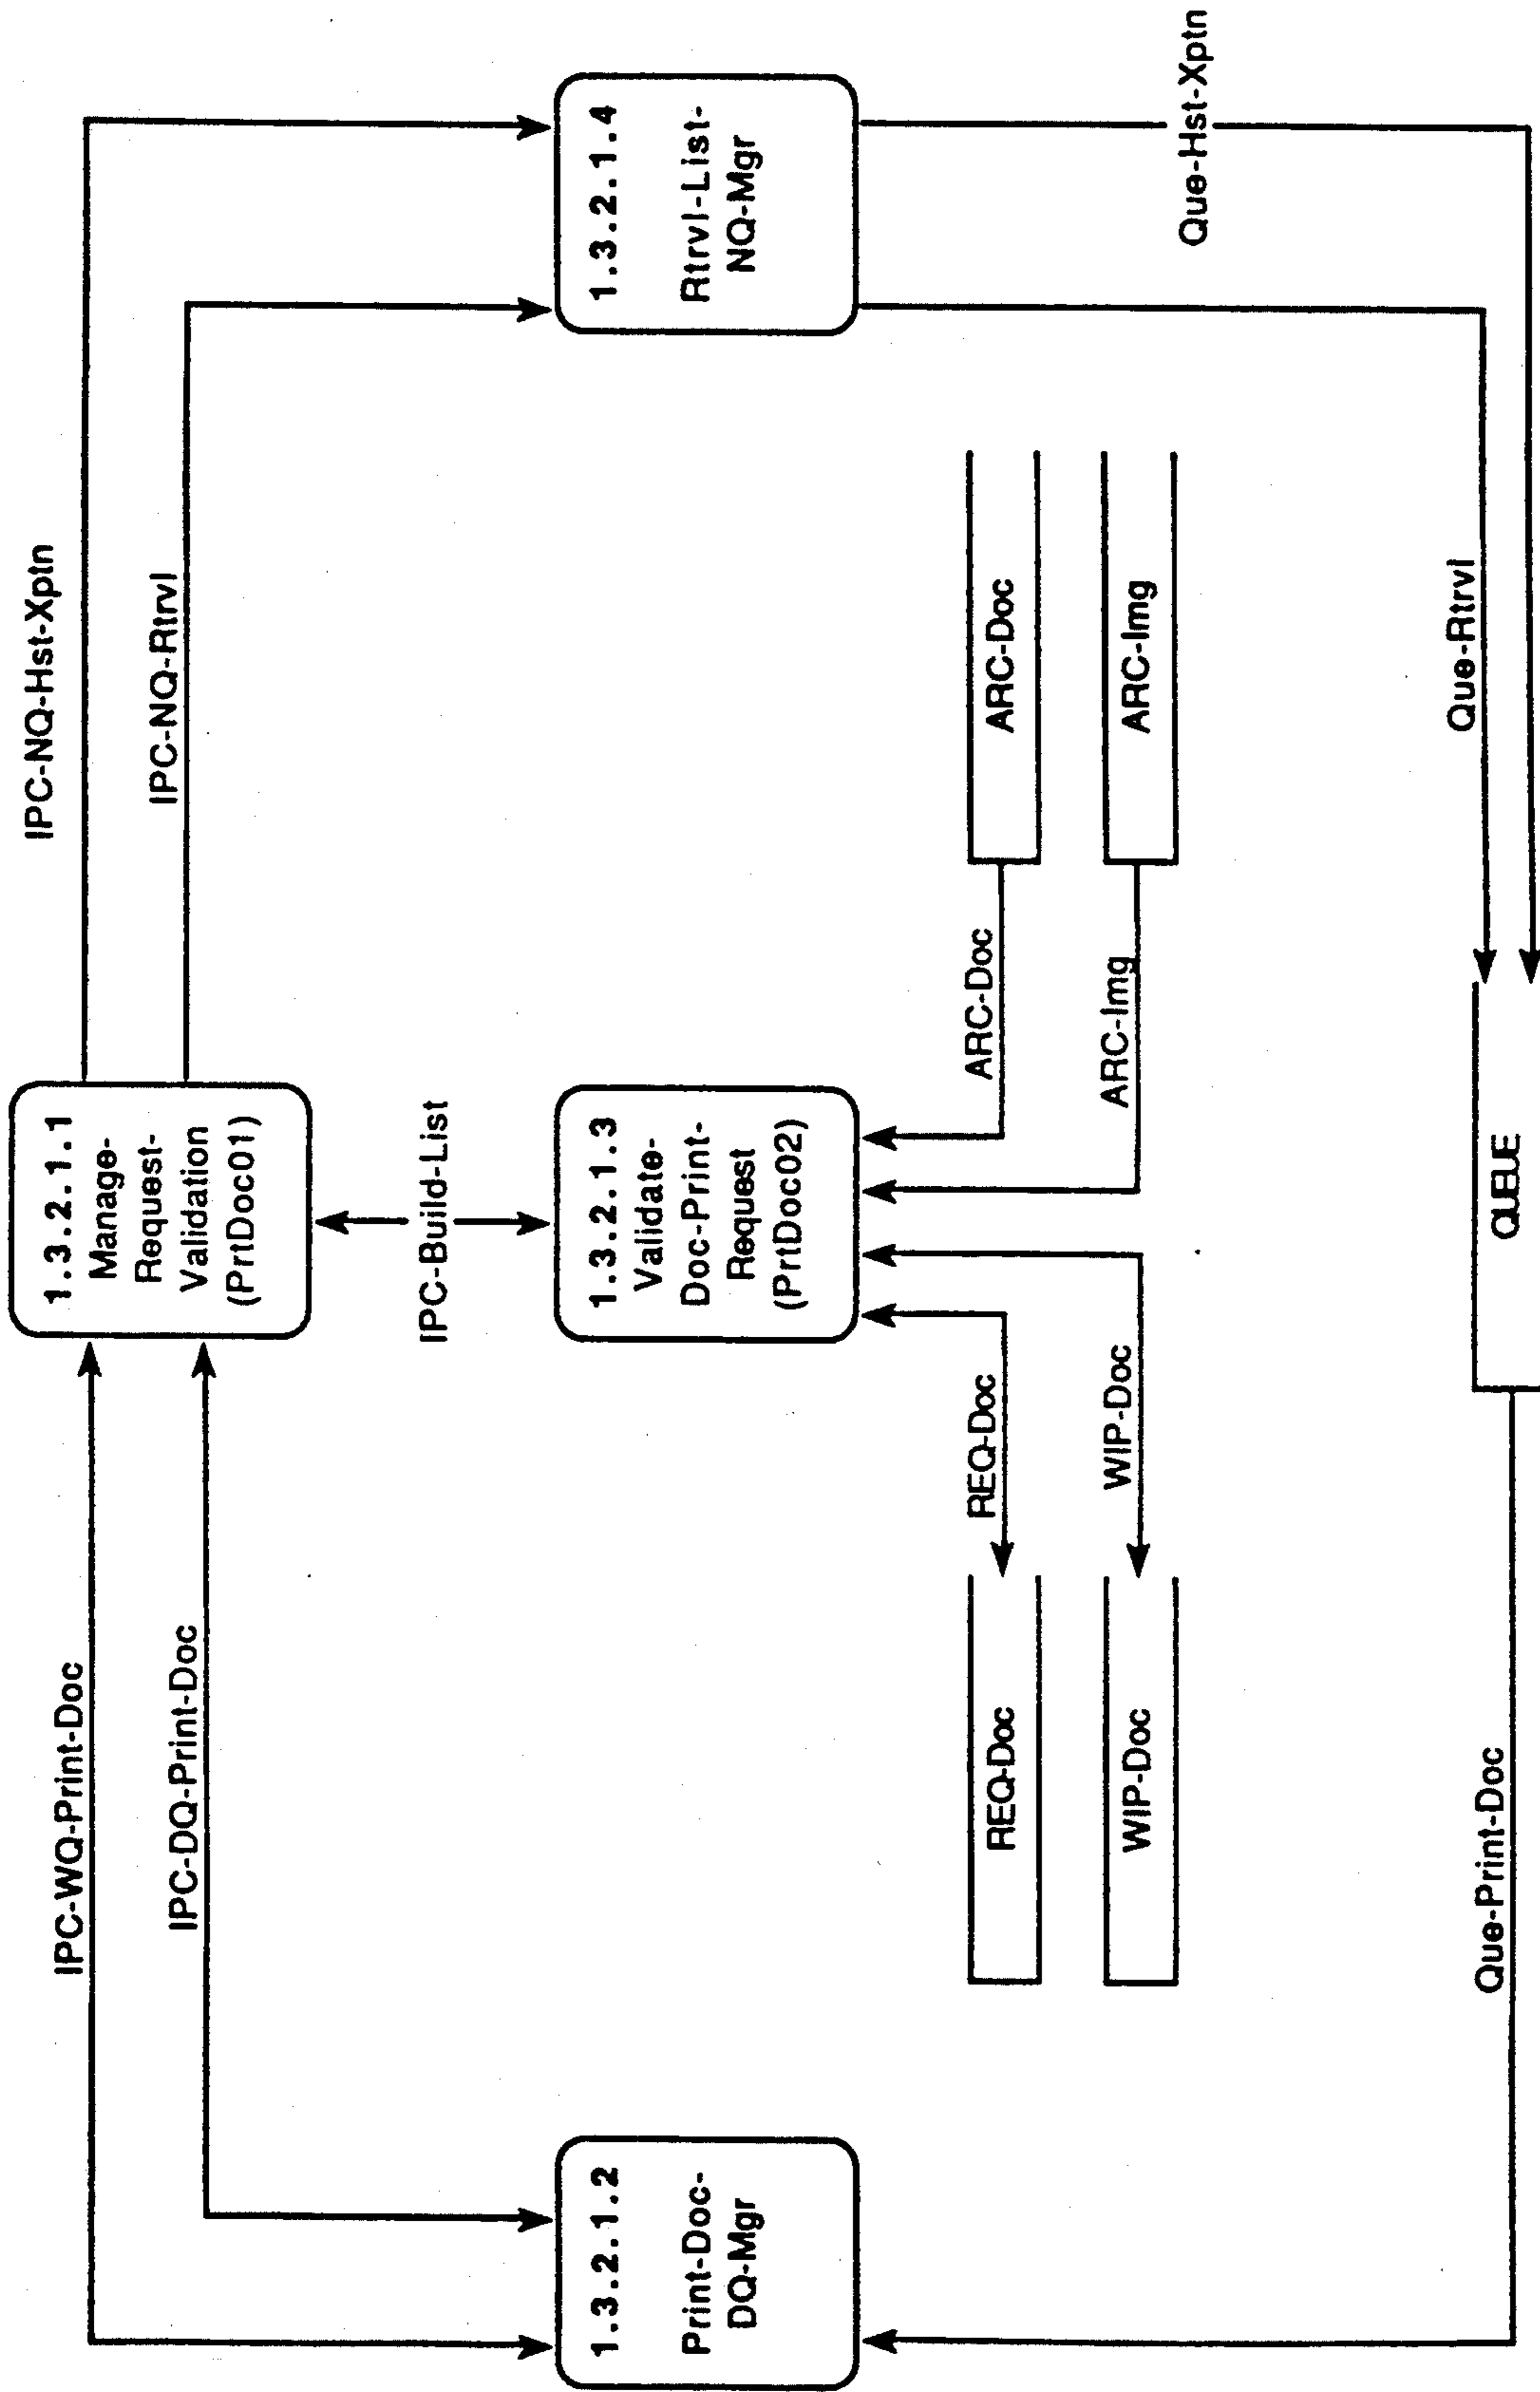 IPC-WQ-Print-Doc
IPC-NQ-Hst-Xptn
IPC-DQ-Print-Doc
IPC-NQ-Rtrvl
1.3.2.1.1
Manage-
Request-
Validation
(PrtDoc01)
IPC-Build-List
1.3.2.1.2
Print-Doc-
DQ-Mgr
1.3.2.1.3
Validate-
Doc-Print-
Request
(PrtDoc02)
1.3.2.1.4
Rtrvl-List-
NQ-Mgr
REQ-Doc
REQ-Doc
ARC-Doc
ARC-Doc
WIP-Doc
WIP-Doc
ARC-Img
ARC-Img
Que-Hst-Xptn
Que-Print-Doc
QUEUE
Que-Rtrvl